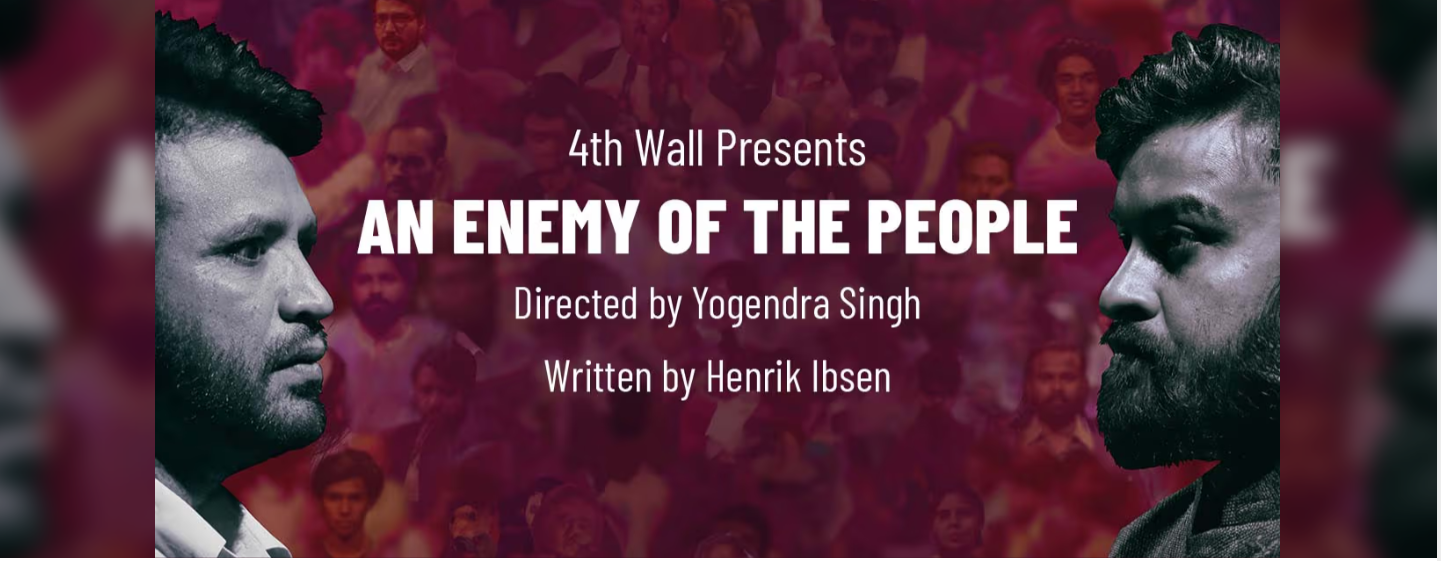 4th Wall Presents
AN ENEMY OF THE PEOPLE
Directed by Yogendra Singh
Written by Henrik Ibsen